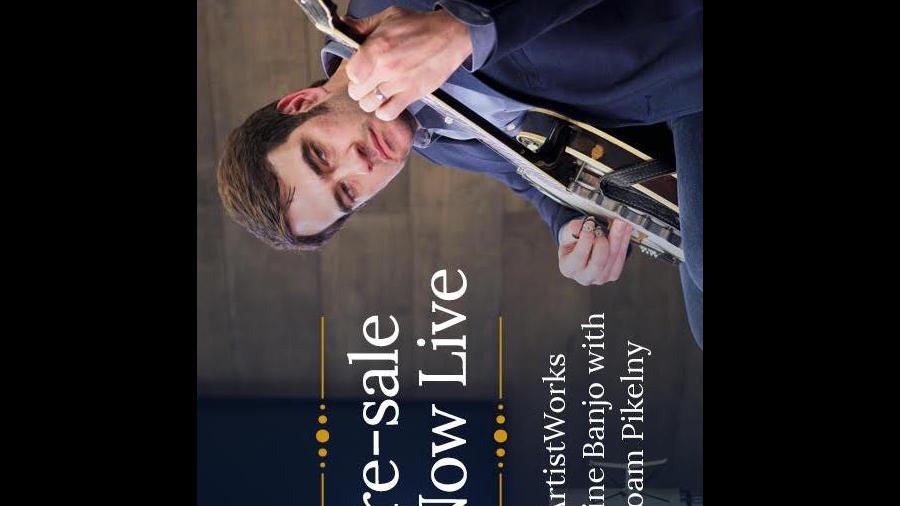 re-sale
Now Live
ArtistWorks
ine Banjo with
oam Pikelny